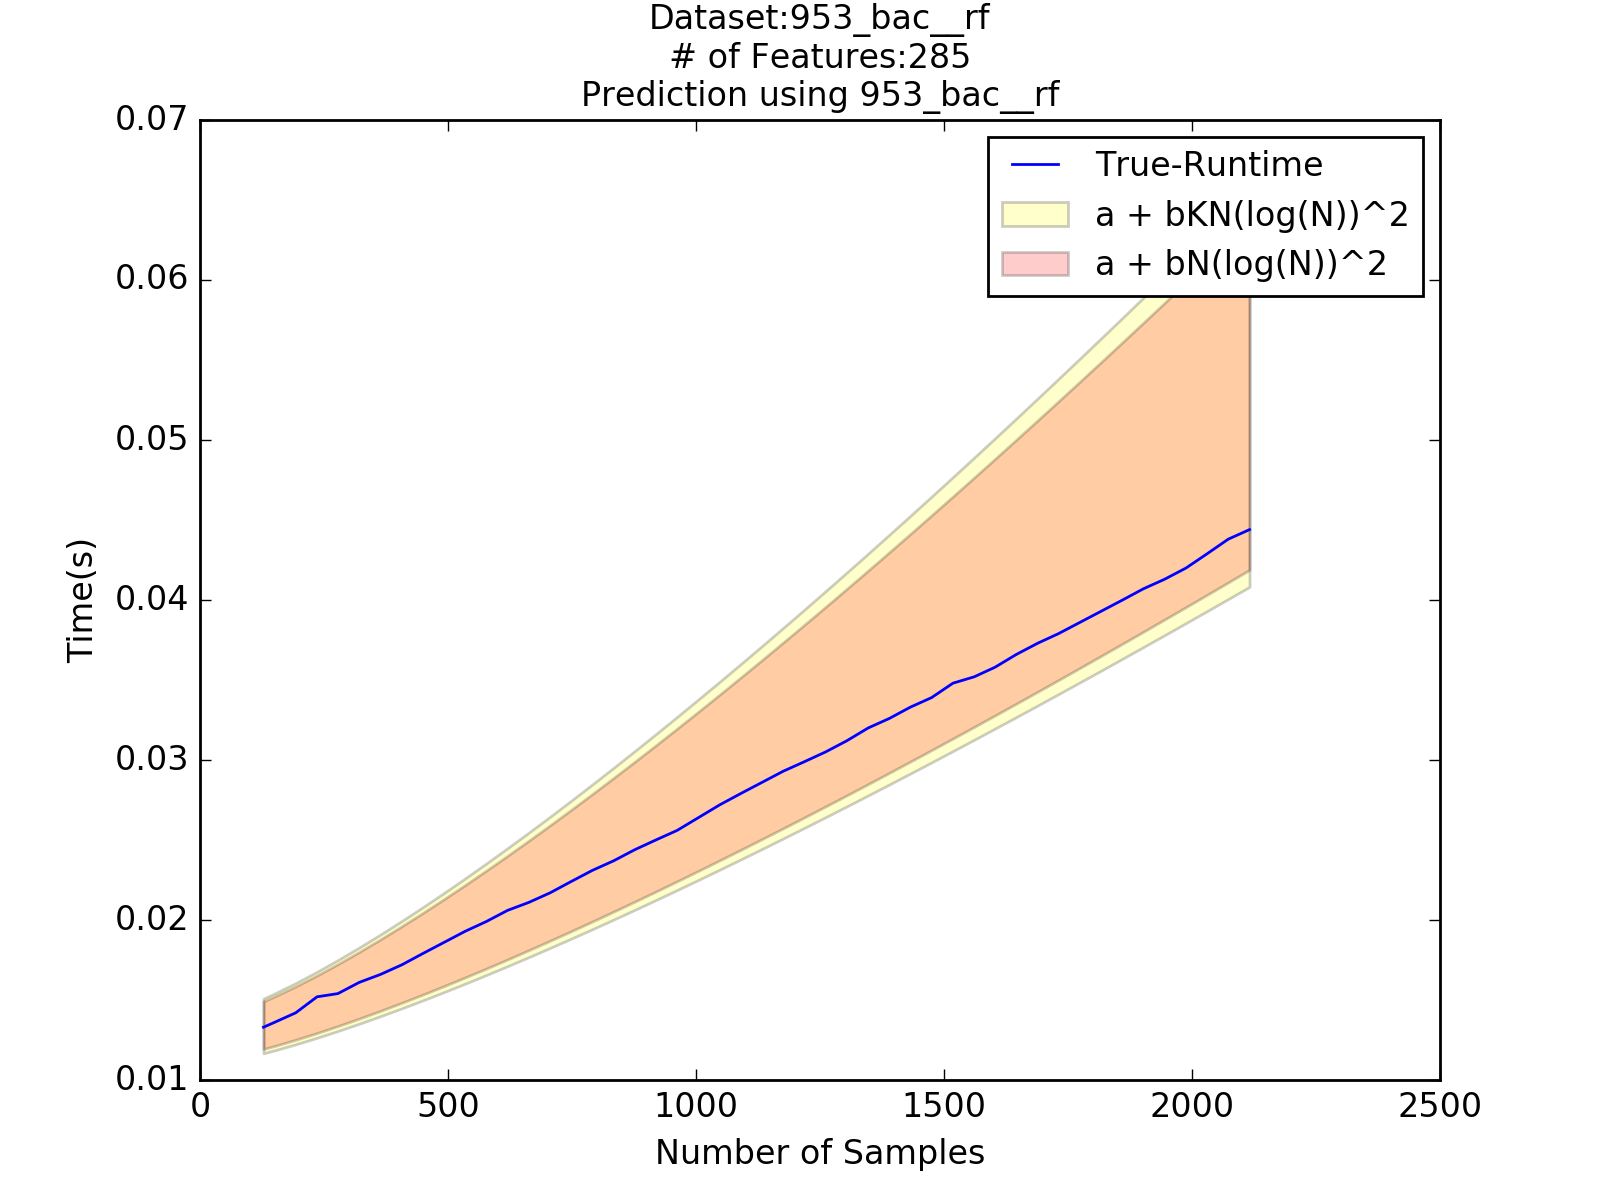 Dataset:953_bac__rf
# of Features:285
Prediction using 953_bac__rf
0.07
0.06
0.05
0.04
0.03
0.02
0.01
Time(s)
True-Runtime
a + bKN(log(N))^2
a + bN(log(N))^2
0 500 1000 1500 2000 2500
Number of Samples